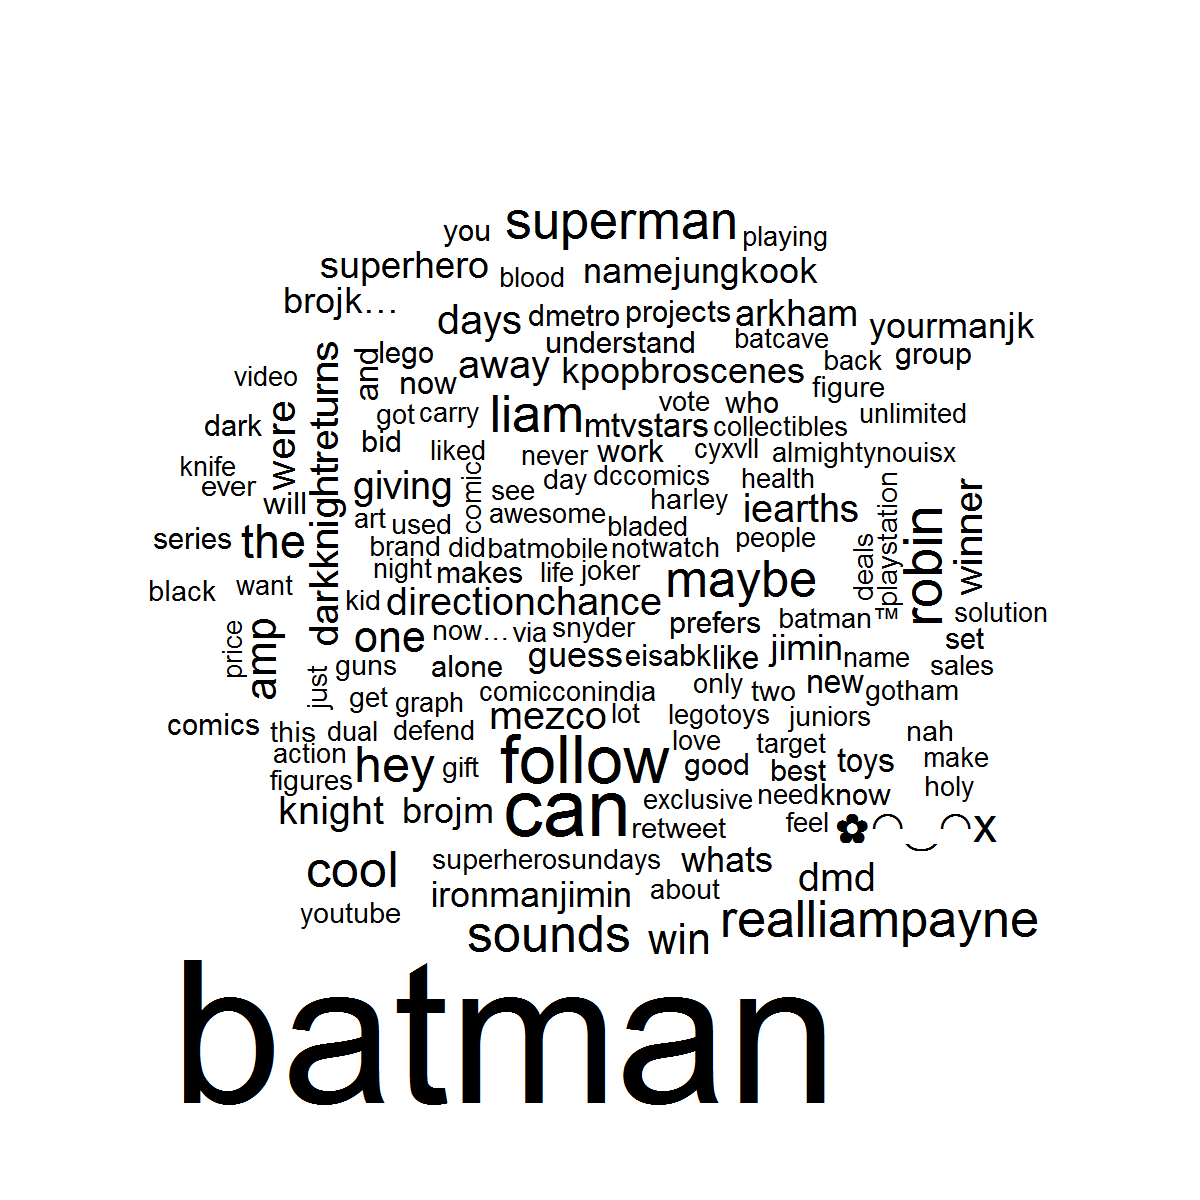 you superman playing
superhero blood namejungkook
brojk…
days dmetro projects arkham yourmanjk
understand batcave
and lego away kpopbroscenes back group
video now figure
darkknightreturns were got carry liam vote who unlimited
dark mtvstars collectibles
bid liked never work cyxvll almightynouisx
knife
ever giving comic see day dccomics health
will harley iearths playstation winner
art used awesome bladed robin
series the brand did batmobile notwatch people deals
night makes life joker maybe
black want kid directionchance batman™ solution
price amp one now… via snyder prefers set
just guns alone guess eisabk like jimin name sales
get graph comicconindia only two new gotham
comics this dual defend mezco lot legotoys juniors nah
action hey gift follow love target make
figures good best toys
knight brojm can exclusive need know holy
retweet feel ✿◠‿◠x
cool superherosundays whats dmd
ironmanjimin about
youtube sounds win realliampayne
batman